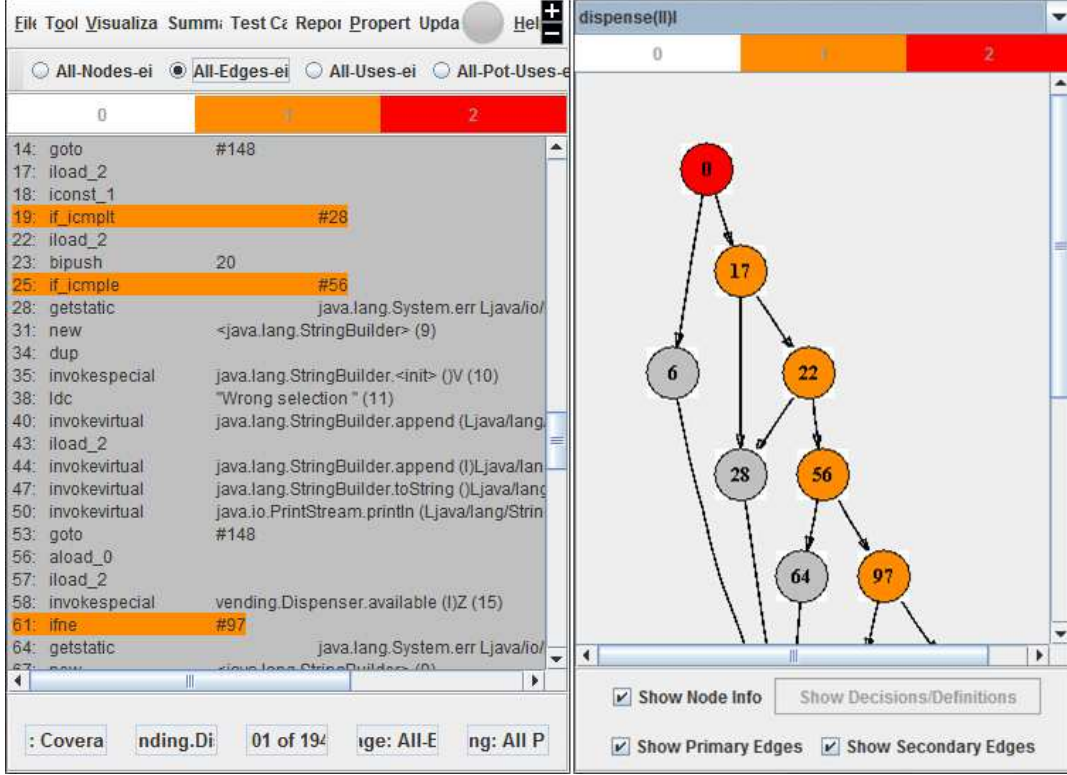 File Tool Visualiza Summ Test Ca Repor Propert Upda Hel + -
All-Nodes-ei All-Edges-ei All-Uses-ei All-Pot-Uses-e
0 1 2
14: goto #148
17: iload_2
18: iconst_1
19: if_icmplt #28
22: iload_2
23: bipush 20
25: if_icmple #56
28: getstatic java.lang.System.err Ljava/io/
31: new <java.lang.StringBuilder> (9)
34: dup
35: invokespecial java.lang.StringBuilder.<init> ()V (10)
38: ldc "Wrong selection " (11)
40: invokevirtual java.lang.StringBuilder.append (Ljava/lang.
43: iload_2
44: invokevirtual java.lang.StringBuilder.append (I)Ljava/lan
47: invokevirtual java.lang.StringBuilder.toString ()Ljava/lang
50: invokevirtual java.io.PrintStream.println (Ljava/lang/Strin
53: goto #148
56: aload_0
57: iload_2
58: invokespecial vending.Dispenser.available (I)Z (15)
61: ifne #97
64: getstatic java.lang.System.err Ljava/io/
: Covera nding.Di 01 of 194 age: All-E ng: All P
dispense(II)I
0 1 2
0
17
6
22
28
56
64
97
Show Node Info Show Decisions/Definitions
Show Primary Edges Show Secondary Edges